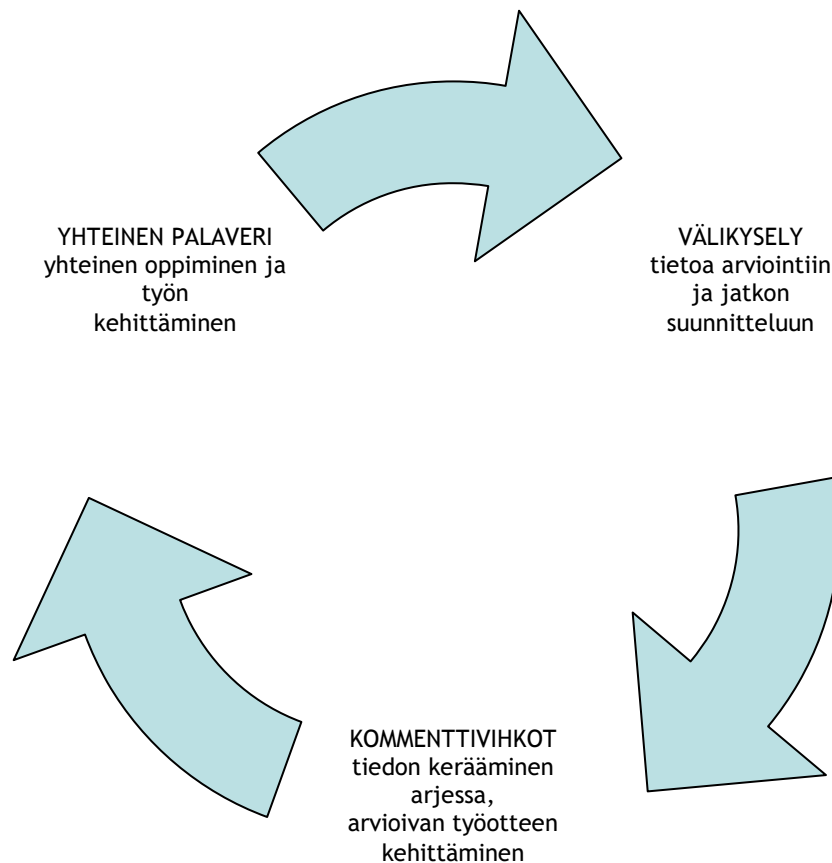 YHTEINEN PALAVERI
yhteinen oppiminen ja
työn
kehittäminen
VÄLIKYSELY
tietoa arviointiin
ja jatkon
suunnitteluun
KOMMENTTIVIHKOT
tiedon kerääminen
arjessa,
arvioivan työotteen
kehittäminen